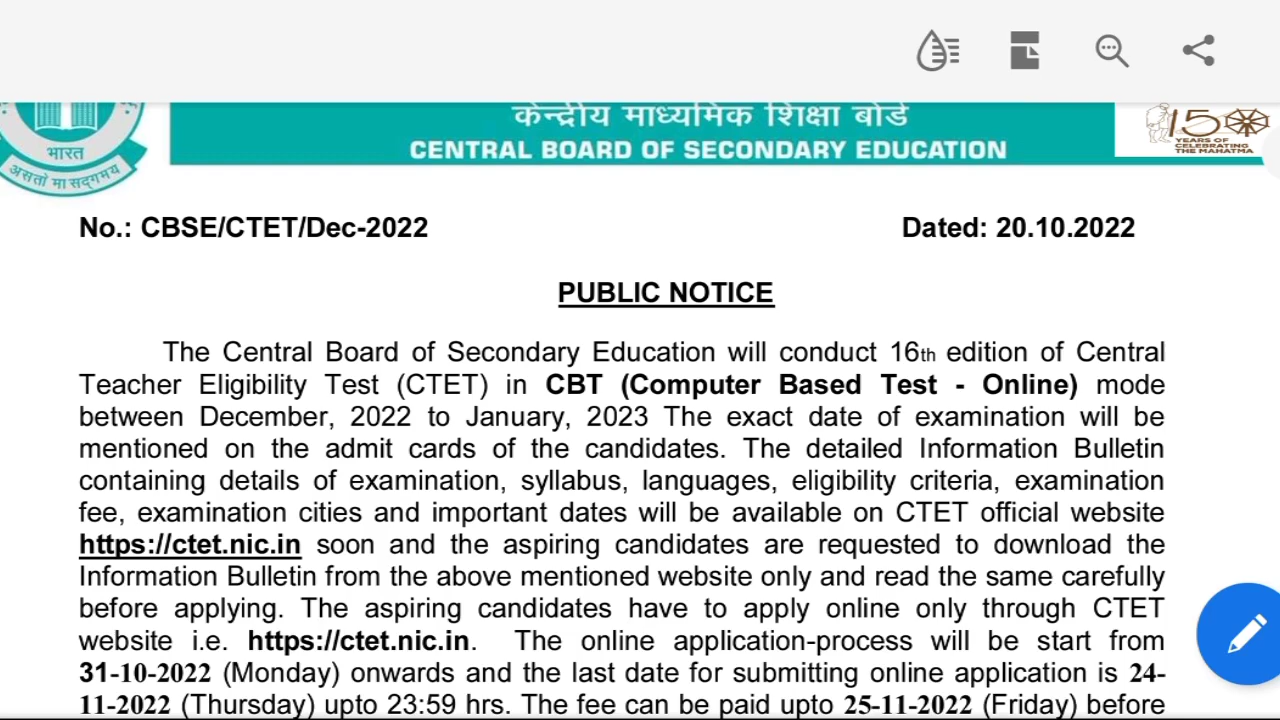 केन्द्रीय माध्यमिक शिक्षा बोर्ड
CENTRAL BOARD OF SECONDARY EDUCATION
भारत
असतो मा सद्गमय
150
YEARS OF
CELEBRATING
THE MAHATMA
No.: CBSE/CTET/Dec-2022 Dated: 20.10.2022
PUBLIC NOTICE
The Central Board of Secondary Education will conduct 16th edition of Central
Teacher Eligibility Test (CTET) in CBT (Computer Based Test - Online) mode
between December, 2022 to January, 2023 The exact date of examination will be
mentioned on the admit cards of the candidates. The detailed Information Bulletin
containing details of examination, syllabus, languages, eligibility criteria, examination
fee, examination cities and important dates will be available on CTET official website
https://ctet.nic.in soon and the aspiring candidates are requested to download the
Information Bulletin from the above mentioned website only and read the same carefully
before applying. The aspiring candidates have to apply online only through CTET
website i.e. https://ctet.nic.in. The online application-process will be start from
31-10-2022 (Monday) onwards and the last date for submitting online application is 24-
11-2022 (Thursday) upto 23:59 hrs. The fee can be paid upto 25-11-2022 (Friday) before